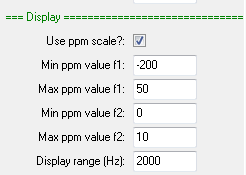 === Display ==============================
Use ppm scale?:
Min ppm value f1: -200
Max ppm value f1: 50
Min ppm value f2: 0
Max ppm value f2: 10
Display range (Hz): 2000